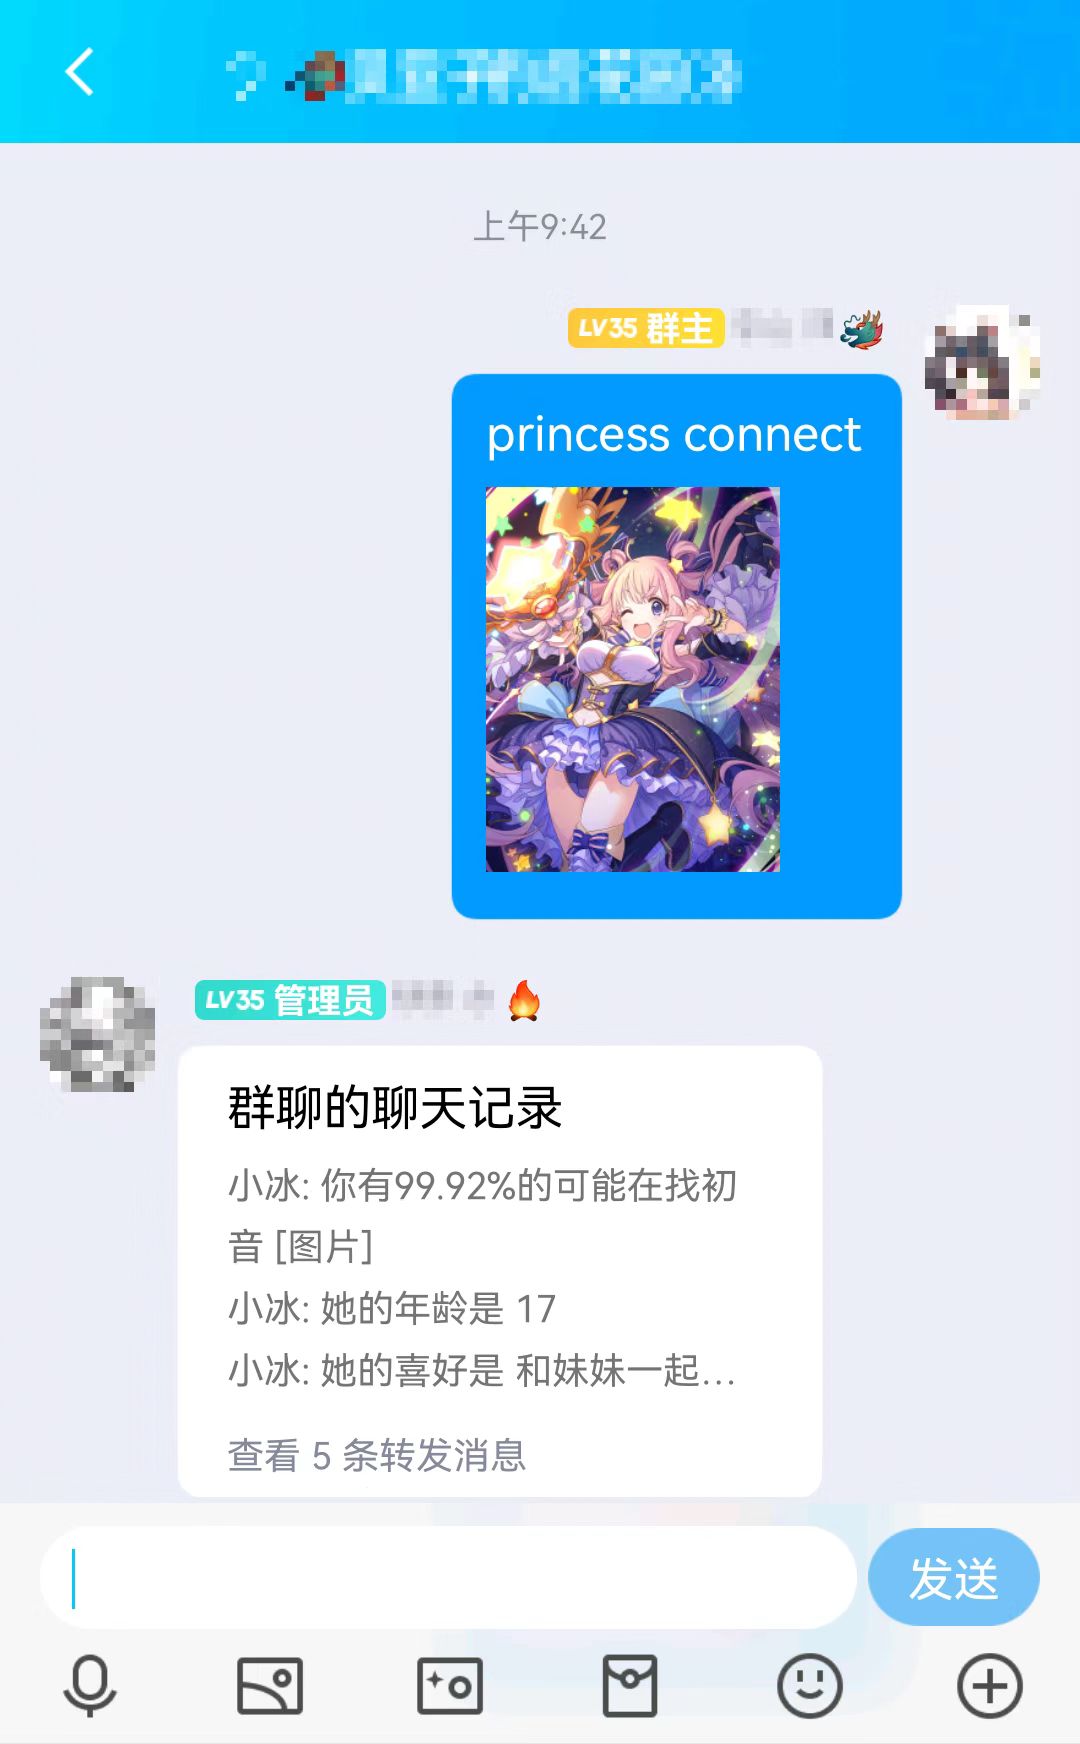 上午9:42
LV35 群主
princess connect
LV35 管理员
群聊的聊天记录
小冰: 你有99.92%的可能在找初
音 [图片]
小冰: 她的年龄是 17
小冰: 她的喜好是 和妹妹一起...
查看 5 条转发消息
发送